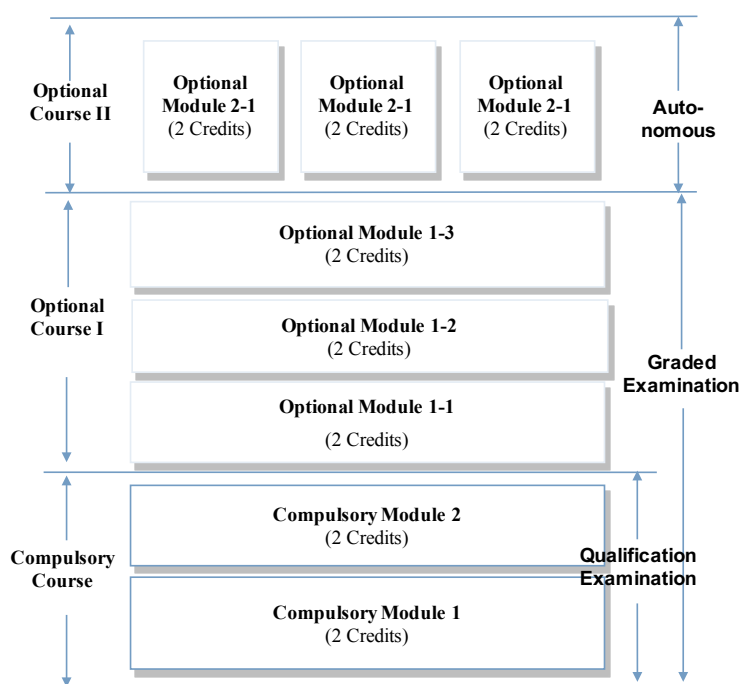 Optional
Course II
Optional
Module 2-1
(2 Credits)
Optional
Module 2-1
(2 Credits)
Optional
Module 2-1
(2 Credits)
Auto-
nomous
Optional
Course I
Optional Module 1-3
(2 Credits)
Optional Module 1-2
(2 Credits)
Optional Module 1-1
(2 Credits)
Graded
Examination
Compulsory
Course
Compulsory Module 2
(2 Credits)
Compulsory Module 1
(2 Credits)
Qualification
Examination